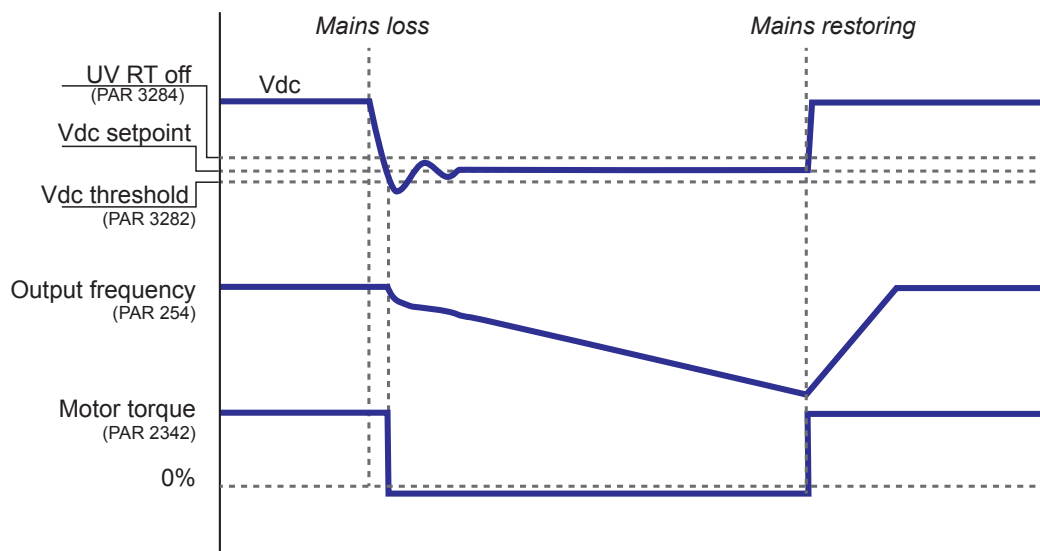 Mains loss
Mains restoring
UV RT off
(PAR 3284)
Vdc
Vdc setpoint
Vdc threshold
(PAR 3282)
Output frequency
(PAR 254)
Motor torque
(PAR 2342)
0%